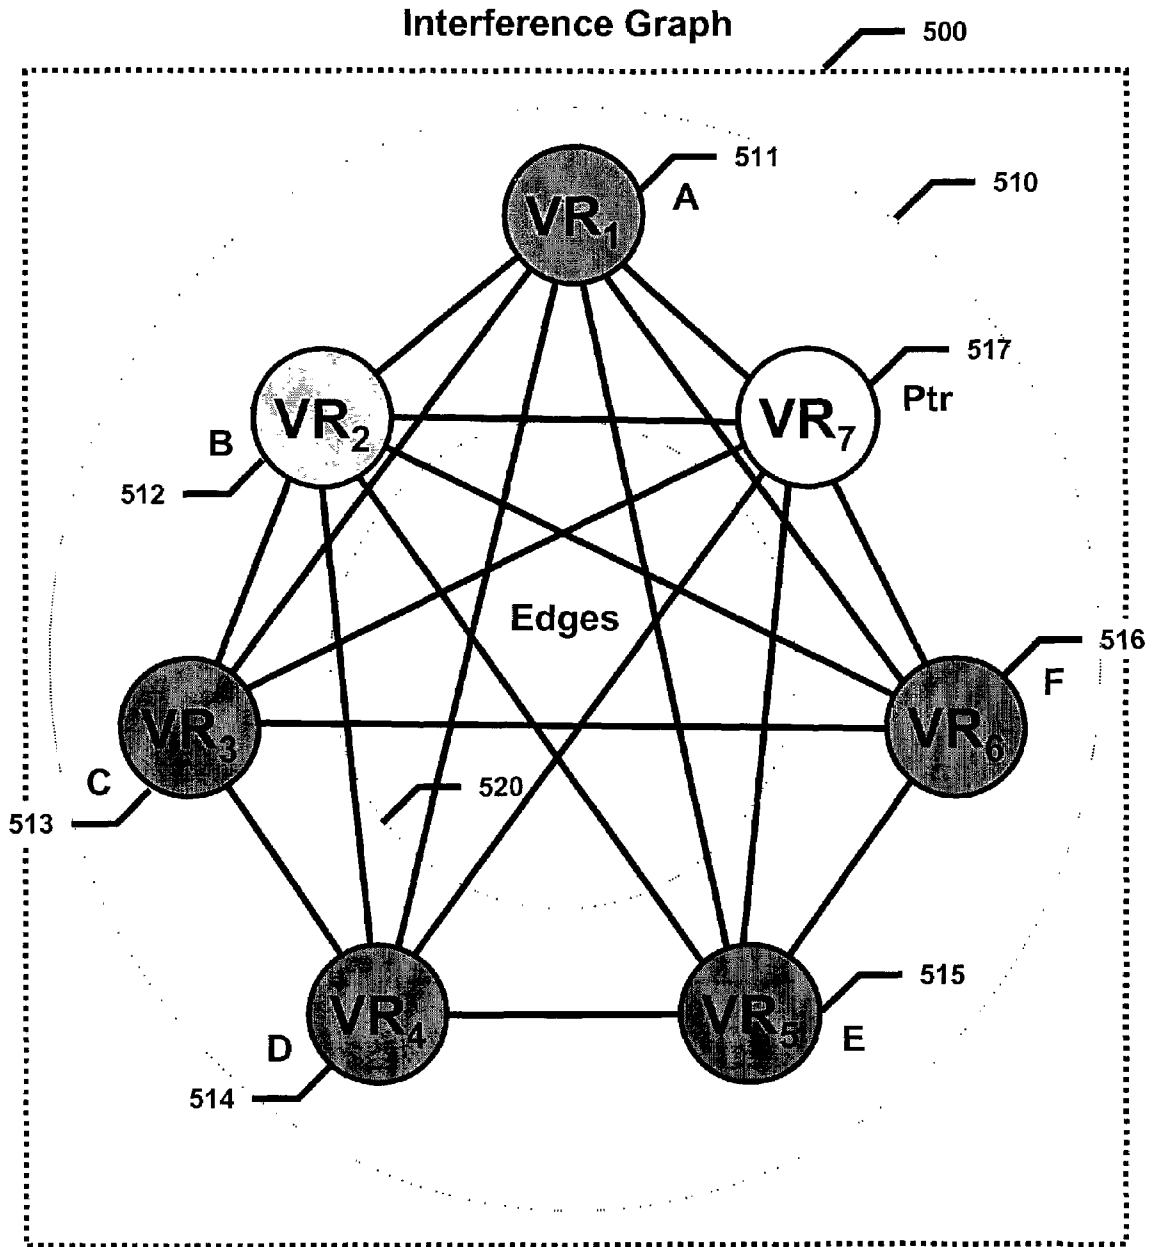 Interference Graph
500
511
510
VR1
A
517
VR2
VR7
Ptr
B
512
Edges
516
F
VR3
VR6
C
520
513
515
VR4
VR5
D
E
514